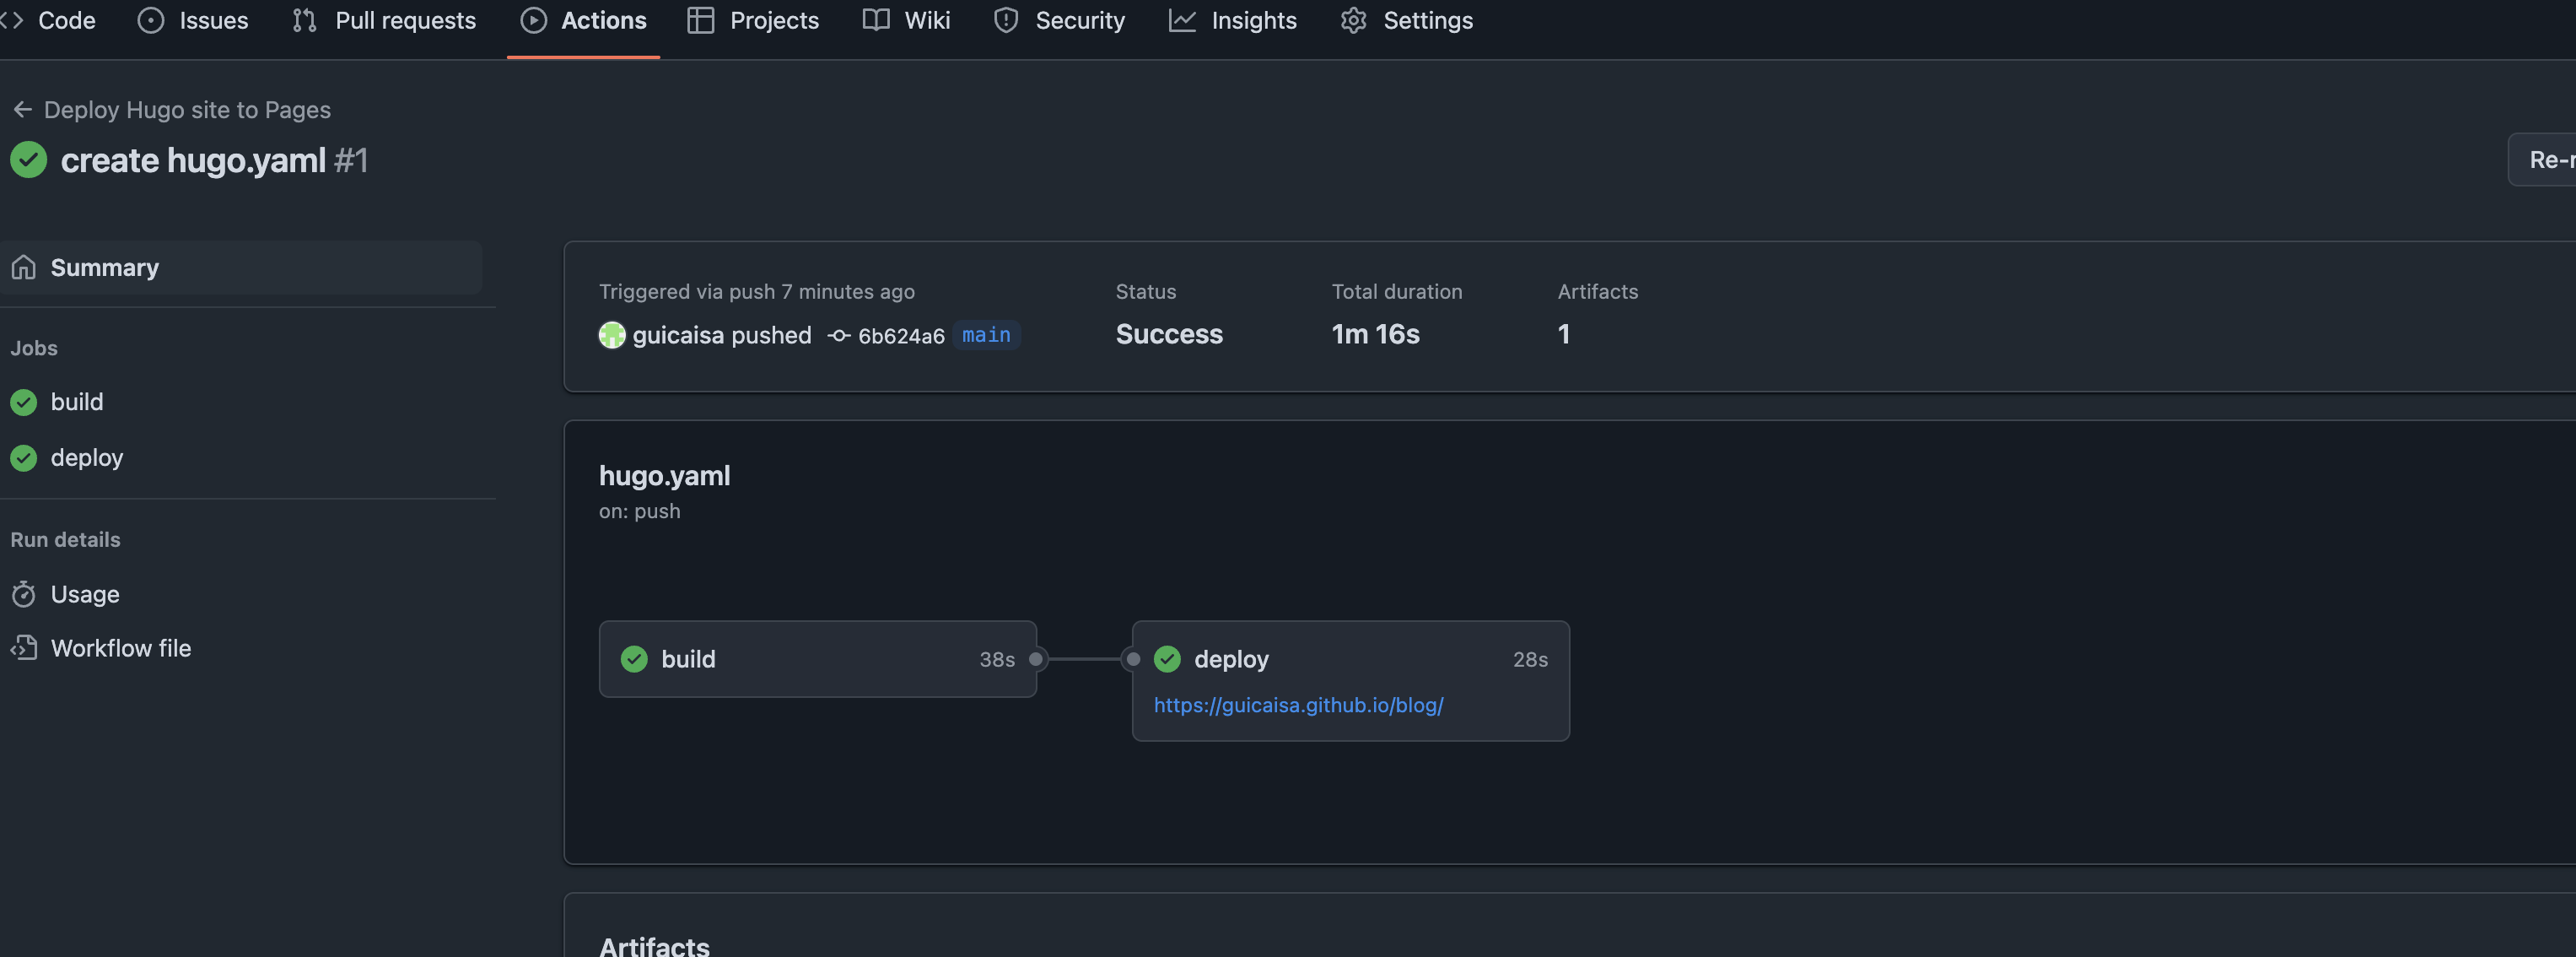 Code Issues Pull requests Actions Projects Wiki Security Insights Settings
Deploy Hugo site to Pages
create hugo.yaml #1
Summary
Jobs
build
deploy
Run details
Usage
Workflow file
Triggered via push 7 minutes ago
guicaisa pushed 6b624a6 main
Status
Success
Total duration
1m 16s
Artifacts
1
hugo.yaml
on: push
build 38s
deploy 28s
https://guicaisa.github.io/blog/
Artifacts